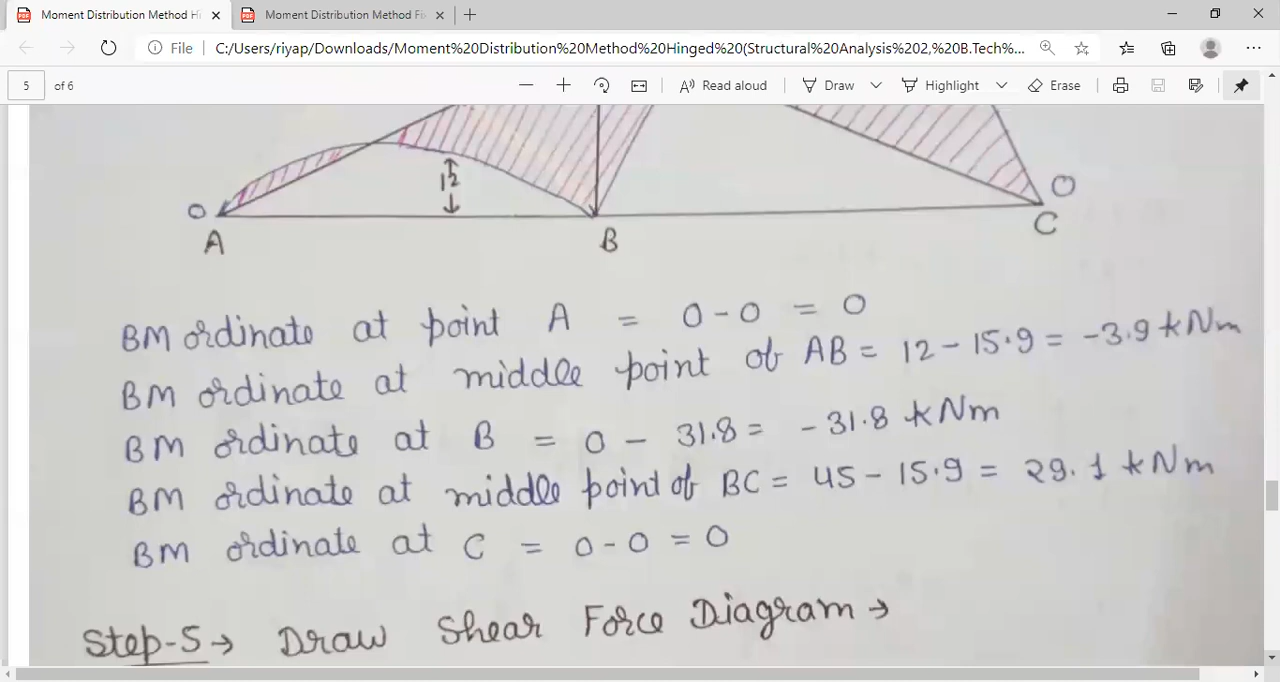 Moment Distribution Method Hi
Moment Distribution Method Fi
File
C:/Users/riyap/Downloads/Moment%20Distribution%20Method%20Hinged%20(Structural%20Analysis%202,%20B.Tech%...
5 of 6
Read aloud
Draw
Highlight
Erase
12
O
A
B
O
C
BM ordinate at point A = 0 - 0 = 0
BM ordinate at middle point of AB = 12 - 15.9 = -3.9 kNm
BM ordinate at B = 0 - 31.8 = -31.8 kNm
BM ordinate at middle point of BC = 45 - 15.9 = 29.1 kNm
BM ordinate at C = 0 - 0 = 0
Step-5 → Draw Shear Force Diagram →